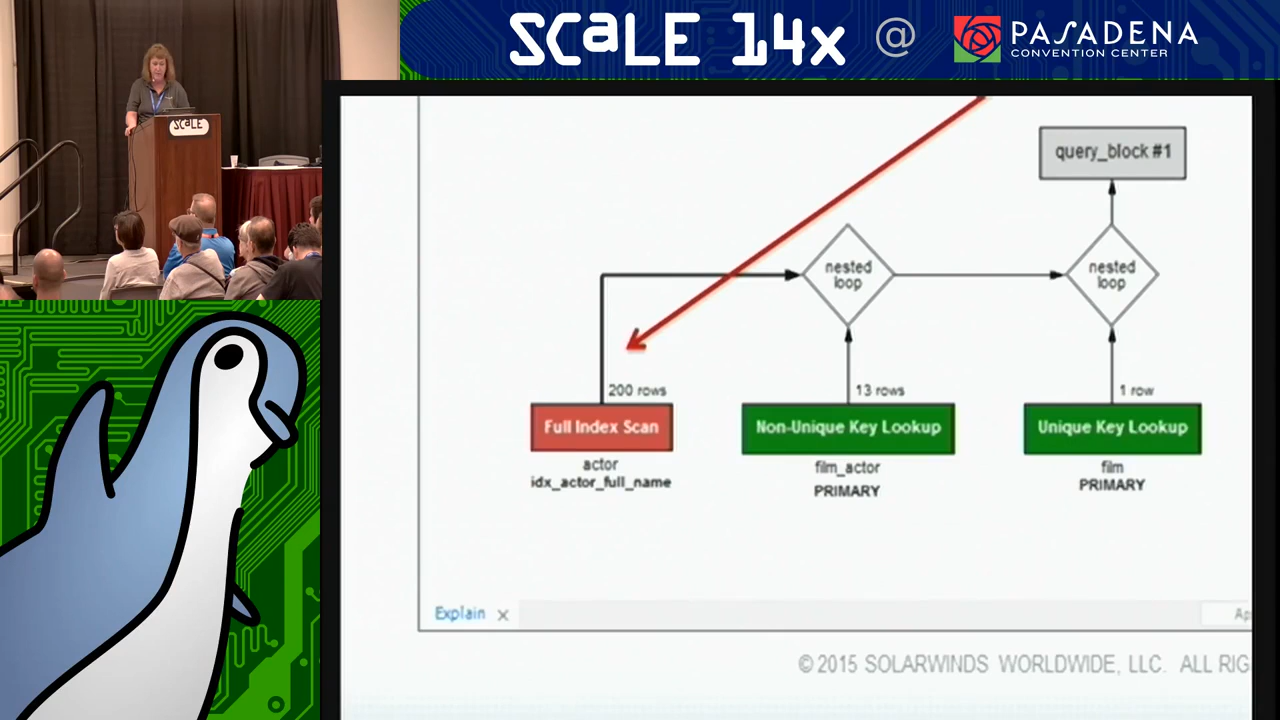 SCALE 14x @ PASADENA
CONVENTION CENTER
SCALE
query_block #1
nested
loop
nested
loop
200 rows
13 rows
1 row
Full Index Scan
Non-Unique Key Lookup
Unique Key Lookup
actor
idx_actor_full_name
film_actor
PRIMARY
film
PRIMARY
Explain
Ap
© 2015 SOLARWINDS WORLDWIDE, LLC. ALL RIG